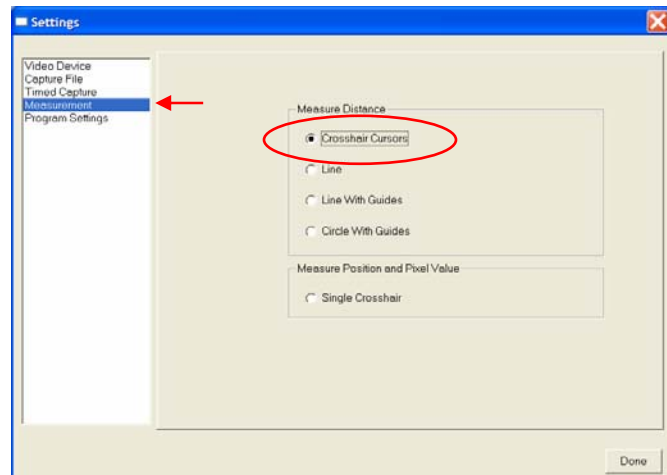 Settings
Video Device
Capture File
Timed Capture
Measurement
Program Settings
Measure Distance
Crosshair Cursors
Line
Line With Guides
Circle With Guides
Measure Position and Pixel Value
Single Crosshair
Done